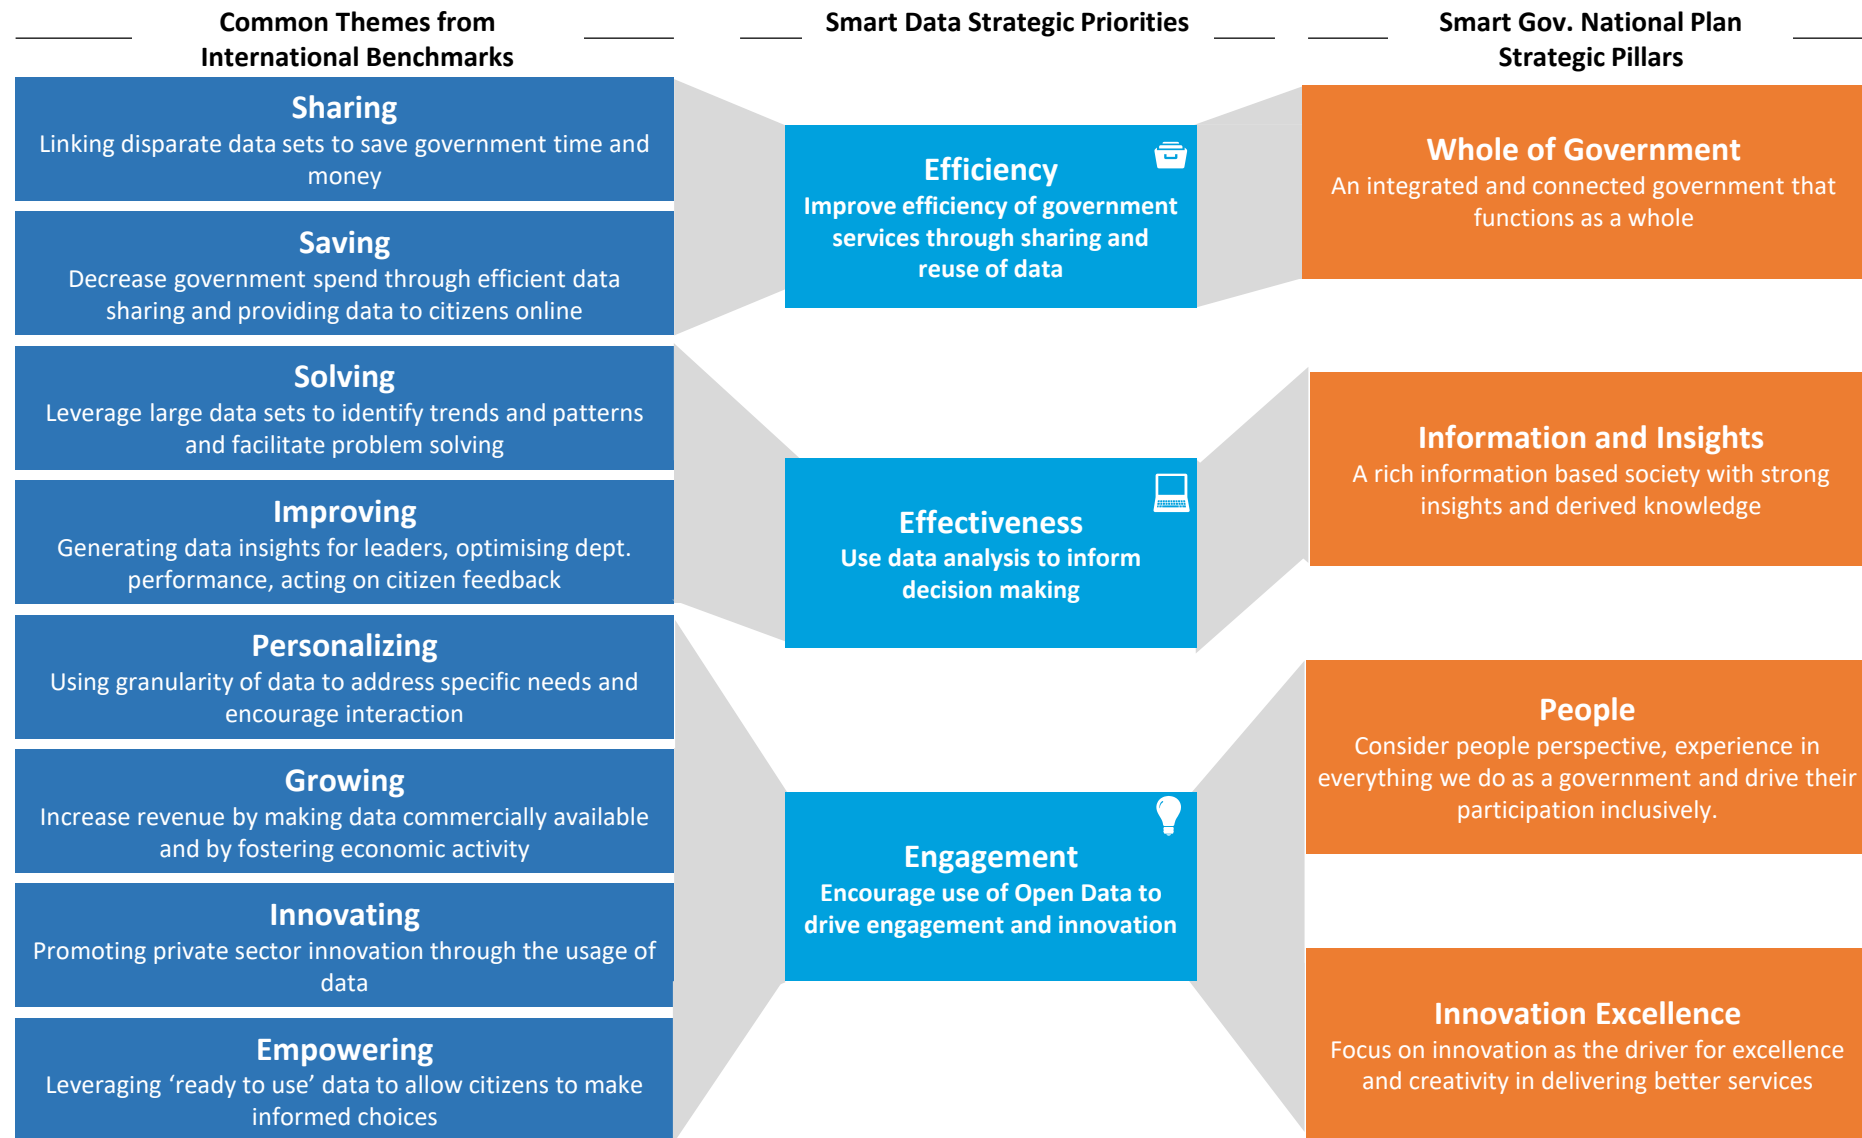 Common Themes from
International Benchmarks
Sharing
Linking disparate data sets to save government time and
money
Saving
Decrease government spend through efficient data
sharing and providing data to citizens online
Solving
Leverage large data sets to identify trends and patterns
and facilitate problem solving
Improving
Generating data insights for leaders, optimising dept.
performance, acting on citizen feedback
Personalizing
Using granularity of data to address specific needs and
encourage interaction
Growing
Increase revenue by making data commercially available
and by fostering economic activity
Innovating
Promoting private sector innovation through the usage of
data
Empowering
Leveraging ‘ready to use’ data to allow citizens to make
informed choices
Smart Data Strategic Priorities
Efficiency
Improve efficiency of government
services through sharing and
reuse of data
Effectiveness
Use data analysis to inform
decision making
Engagement
Encourage use of Open Data to
drive engagement and innovation
Smart Gov. National Plan
Strategic Pillars
Whole of Government
An integrated and connected government that
functions as a whole
Information and Insights
A rich information based society with strong
insights and derived knowledge
People
Consider people perspective, experience in
everything we do as a government and drive their
participation inclusively.
Innovation Excellence
Focus on innovation as the driver for excellence
and creativity in delivering better services